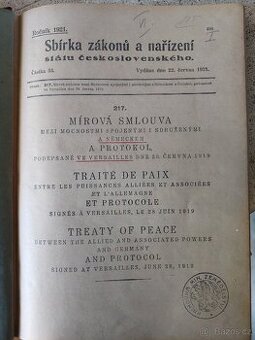 Ročník 1921.
Sbírka zákonů a nařízení
státu československého.
Částka 53. Vydána dne 22. června 1921.
217.
MÍROVÁ SMLOUVA
MEZI MOCNOSTMI SPOJENÝMI I SDRUŽENÝMI
A NĚMECKEM
A PROTOKOL,
PODEPSANÉ VE VERSAILLES DNE 28. ČERVNA 1919
TRAITÉ DE PAIX
ENTRE LES PUISSANCES ALLIÉES ET ASSOCIÉES
ET L'ALLEMAGNE
ET PROTOCOLE
SIGNÉS À VERSAILLES, LE 28 JUIN 1919
TREATY OF PEACE
BETWEEN THE ALLIED AND ASSOCIATED POWERS
AND GERMANY
AND PROTOCOL
SIGNED AT VERSAILLES, JUNE 28, 1919